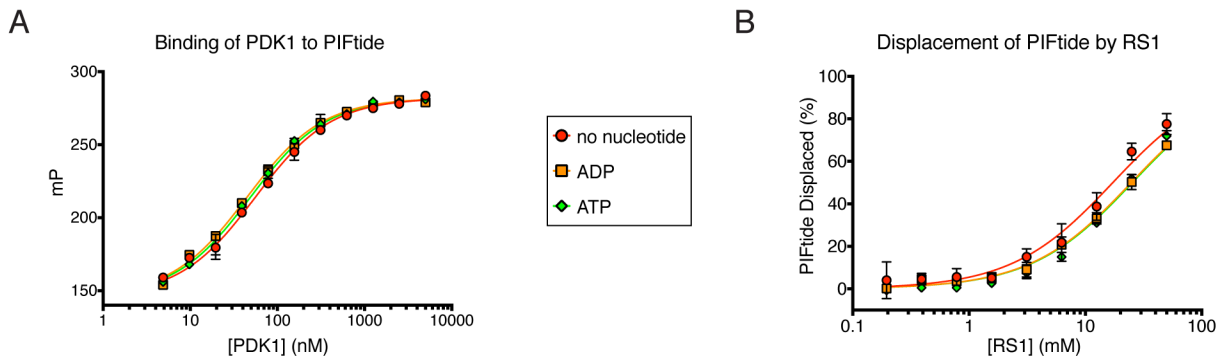 A
Binding of PDK1 to PIFtide
300
250
200
150
mP
1
10
100
1000
10000
[PDK1] (nM)
no nucleotide
ADP
ATP
B
Displacement of PIFtide by RS1
100
80
60
40
20
0
PIFtide Displaced (%)
0.1
1
10
100
[RS1] (mM)